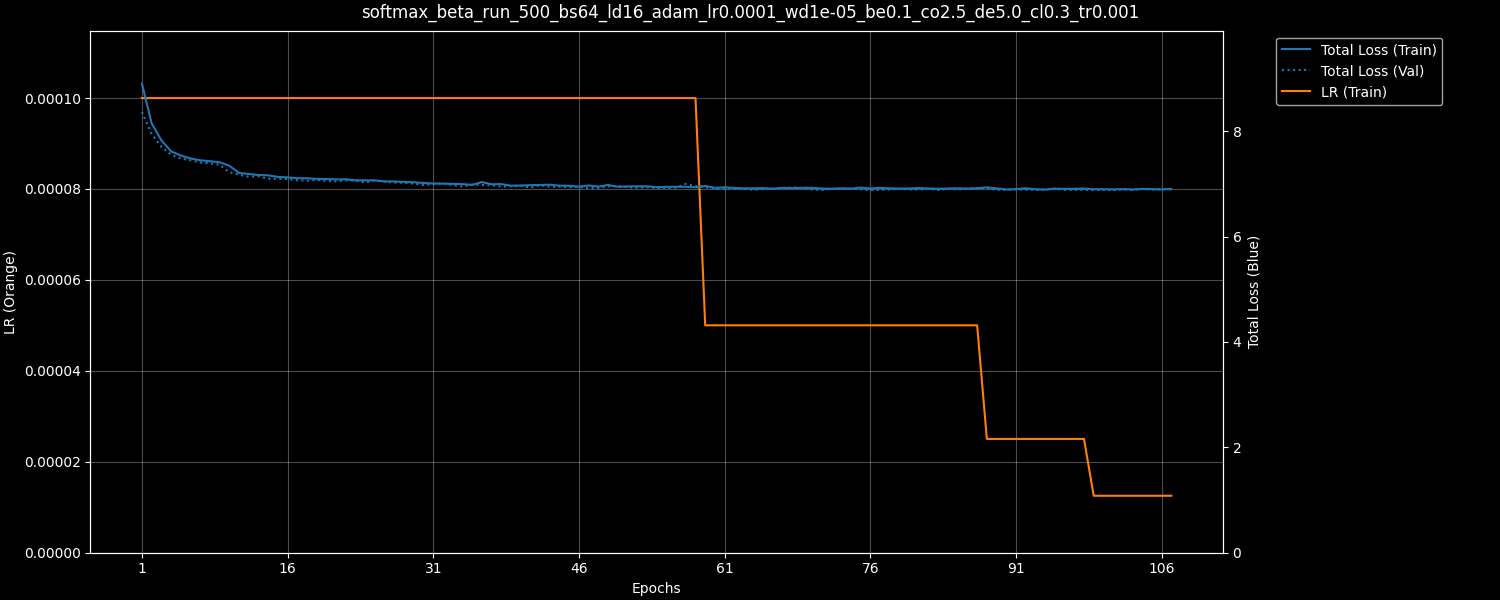 softmax_beta_run_500_bs64_ld16_adam_lr0.0001_wd1e-05_be0.1_co2.5_de5.0_cl0.3_tr0.001
Total Loss (Train)
Total Loss (Val)
LR (Train)
LR (Orange)
0.00010
0.00008
0.00006
0.00004
0.00002
0.00000
8
6
4
2
0
Total Loss (Blue)
1 16 31 46 61 76 91 106
Epochs